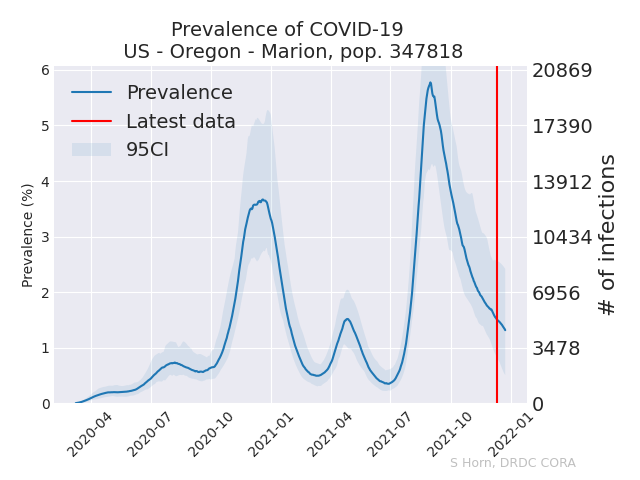 Prevalence of COVID-19
US - Oregon - Marion, pop. 347818
Prevalence
Latest data
95CI
Prevalence (%)
6
5
4
3
2
1
0
20869
17390
13912
10434
6956
3478
0
# of infections
2020-04
2020-07
2020-10
2021-01
2021-04
2021-07
2021-10
2022-01
S Horn, DRDC CORA